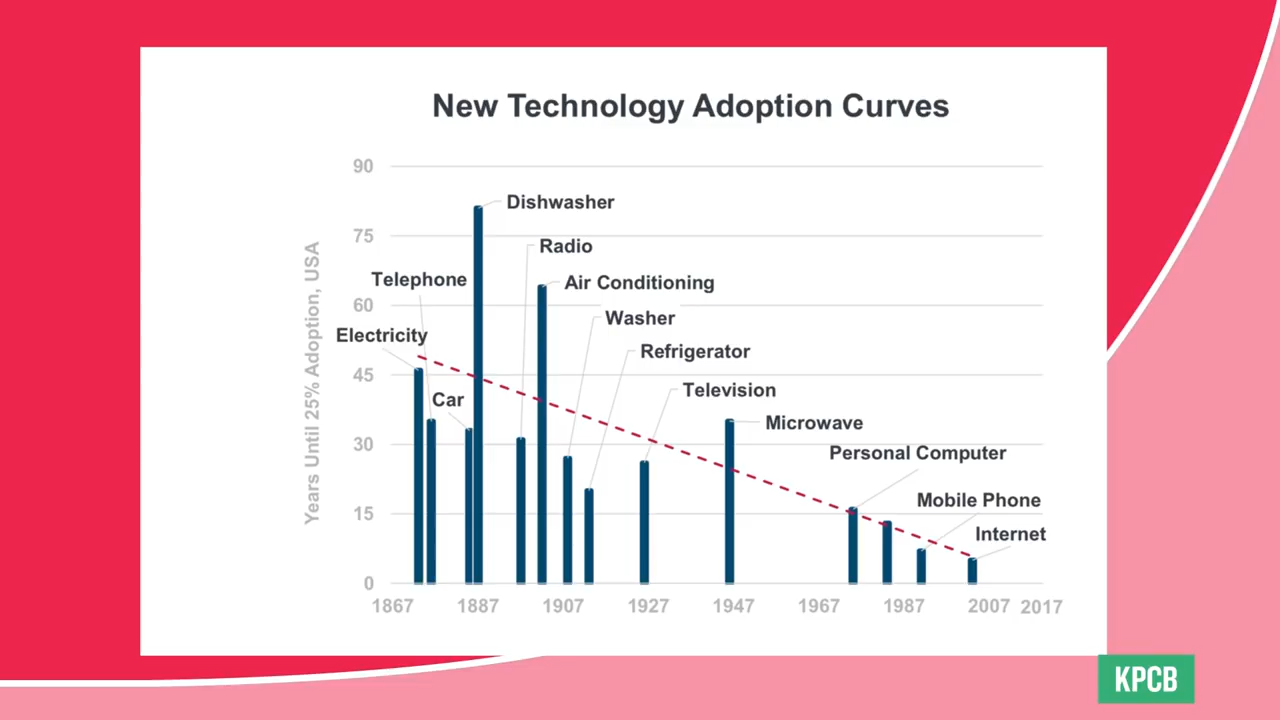 New Technology Adoption Curves
Years Until 25% Adoption, USA
90
75
60
45
30
15
0
Dishwasher
Radio
Telephone
Air Conditioning
Washer
Electricity
Refrigerator
Television
Car
Microwave
Personal Computer
Mobile Phone
Internet
1867 1887 1907 1927 1947 1967 1987 2007 2017
KPCB